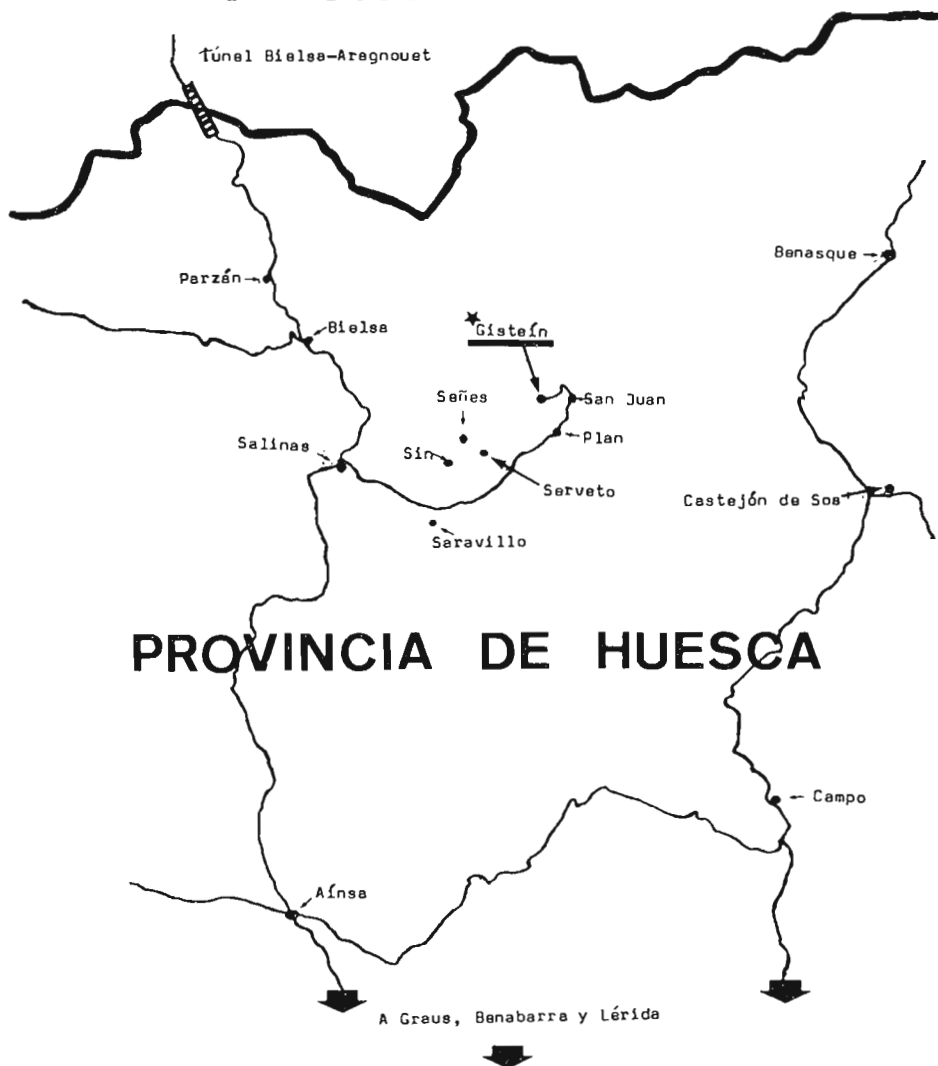 Túnel Bielsa-Aragnouet
Benasque
Parzán
Bielsa
Gisteín
Señes
San Juan
Plan
Salinas
Sin
Serveto
Castejón de Sos
Saravillo
PROVINCIA DE HUESCA
Campo
Aínsa
A Graus, Benabarra y Lérida